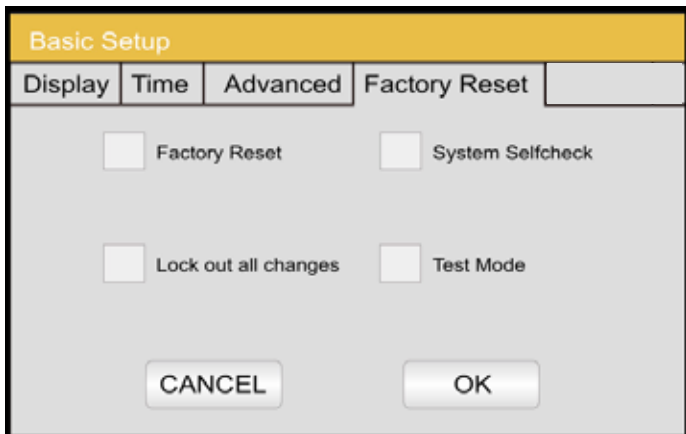 Basic Setup
Display Time Advanced Factory Reset
Factory Reset System Selfcheck
Lock out all changes Test Mode
CANCEL OK